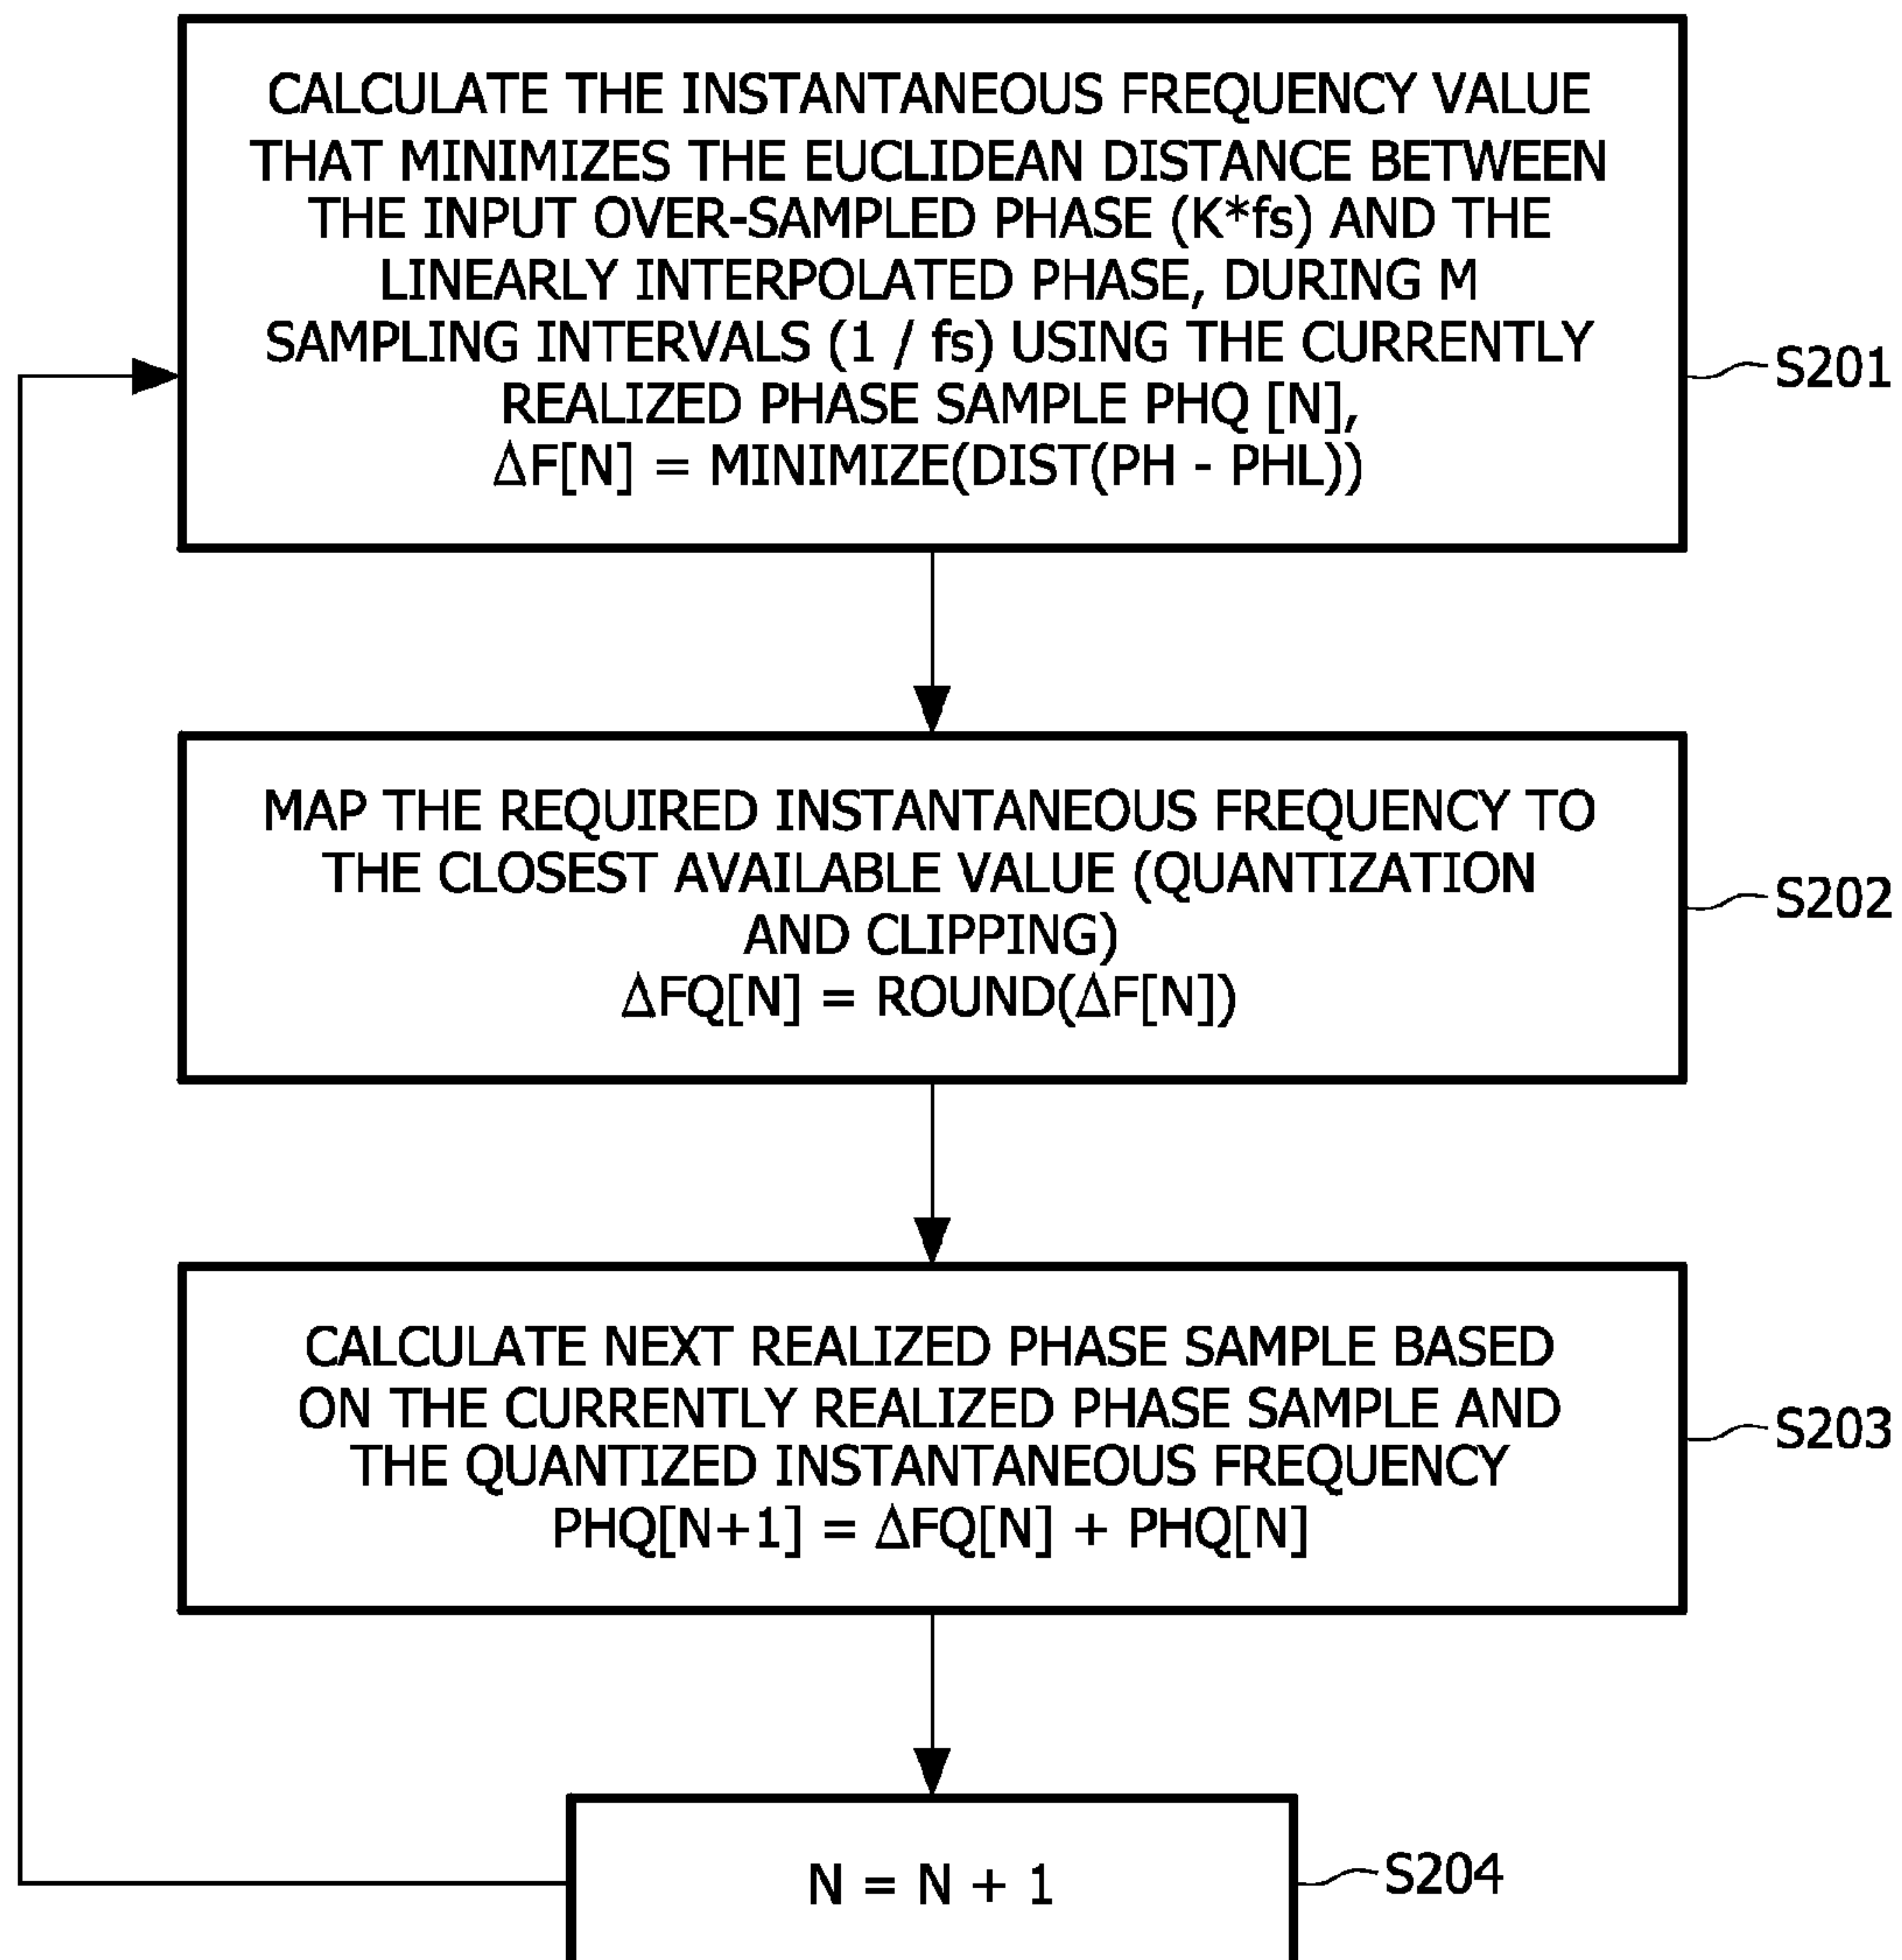 CALCULATE THE INSTANTANEOUS FREQUENCY VALUE
THAT MINIMIZES THE EUCLIDEAN DISTANCE BETWEEN
THE INPUT OVER-SAMPLED PHASE (K*fs) AND THE
LINEARLY INTERPOLATED PHASE, DURING M
SAMPLING INTERVALS (1 / fs) USING THE CURRENTLY
REALIZED PHASE SAMPLE PHQ [N],
ΔF[N] = MINIMIZE(DIST(PH - PHL))
S201
MAP THE REQUIRED INSTANTANEOUS FREQUENCY TO
THE CLOSEST AVAILABLE VALUE (QUANTIZATION
AND CLIPPING)
ΔFQ[N] = ROUND(ΔF[N])
S202
CALCULATE NEXT REALIZED PHASE SAMPLE BASED
ON THE CURRENTLY REALIZED PHASE SAMPLE AND
THE QUANTIZED INSTANTANEOUS FREQUENCY
PHQ[N+1] = ΔFQ[N] + PHQ[N]
S203
N = N + 1
S204